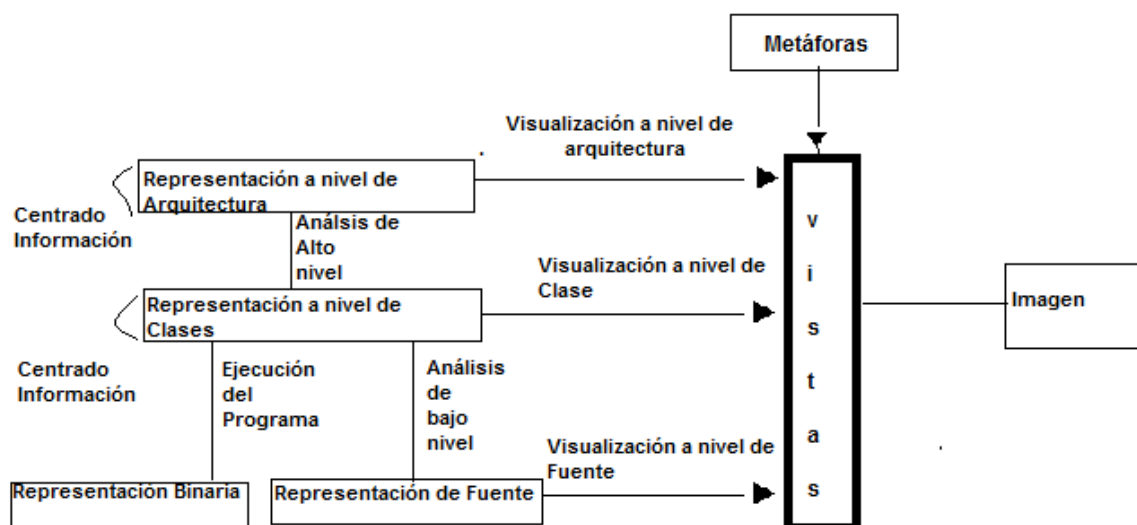 Metáforas
Visualización a nivel de
arquitectura
Representación a nivel de
Arquitectura
Centrado
Información
Análsis de
Alto
nivel
Visualización a nivel de
Clase
Representación a nivel de
Clases
Centrado
Información
Ejecución
del
Programa
Análisis
de
bajo
nivel
Visualización a nivel de
Fuente
Representación Binaria
Representación de Fuente
v
i
s
t
a
s
Imagen